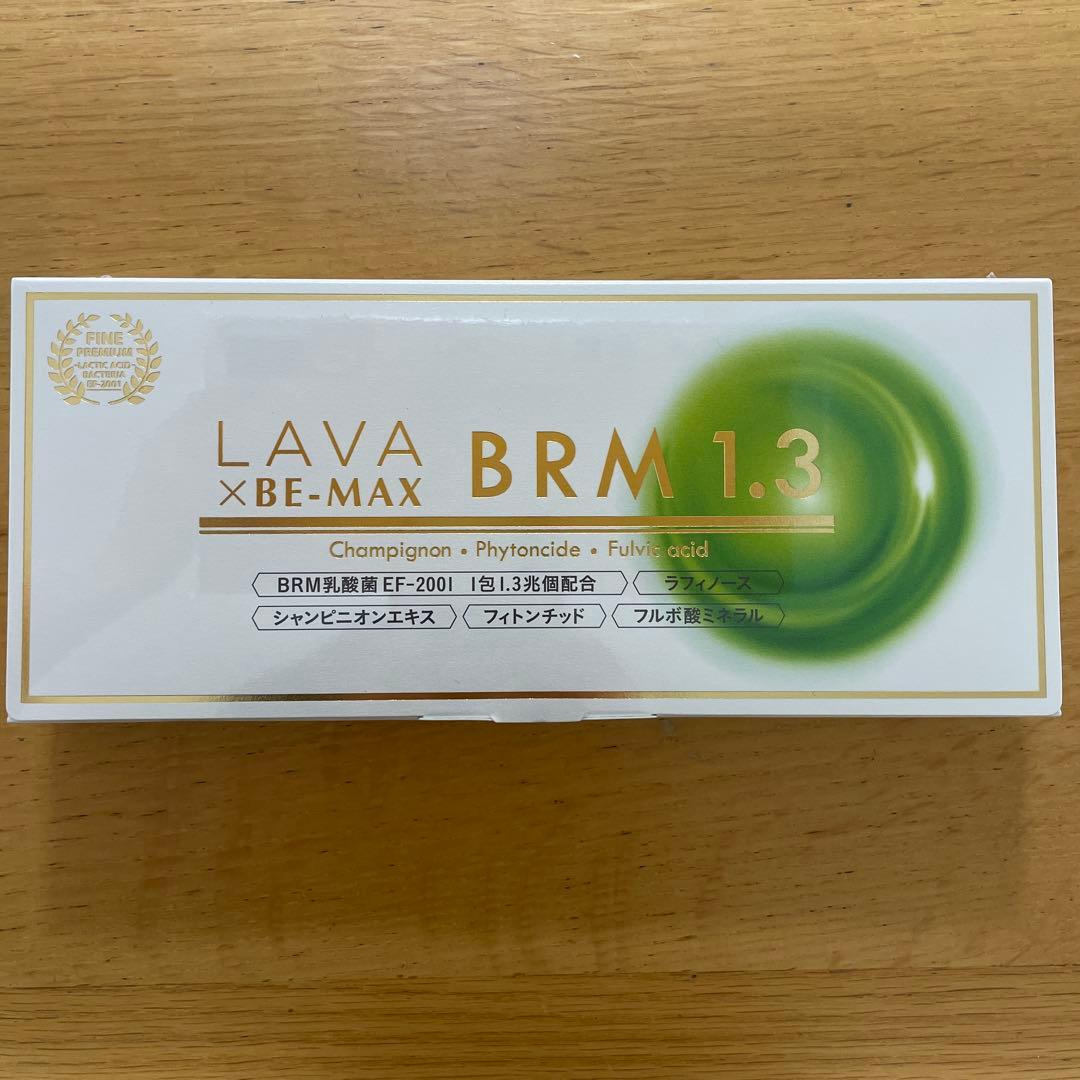 FINE
PREMIUM
-LACTIC ACID-
BACTERIA
EF-2001
LAVA
×BE-MAX
BRM 1.3
Champignon • Phytoncide • Fulvic acid
BRM乳酸菌 EF-2001 1包1.3兆個配合
ラフィノース
シャンピニオンエキス
フィトンチッド
フルボ酸ミネラル